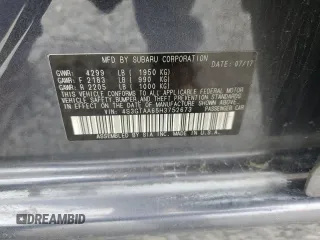 MFD BY SUBARU CORPORATION 07/17
GVWR: 4299 LB (1950 KG)
GAWR: F 2183 LB (990 KG)
GAWR: R 2205 LB (1000 KG)
THIS VEHICLE CONFORMS TO ALL APPLICABLE FEDERAL MOTOR VEHICLE
SAFETY, BUMPER, AND THEFT PREVENTION STANDARDS
IN EFFECT ON THE DATE OF MANUFACTURE SHOWN ABOVE.
VIN: 4S3GTAA65H3752673 PASSENGER CAR
BY SIA, INC. MADE IN U.S.A.
DREAMBID